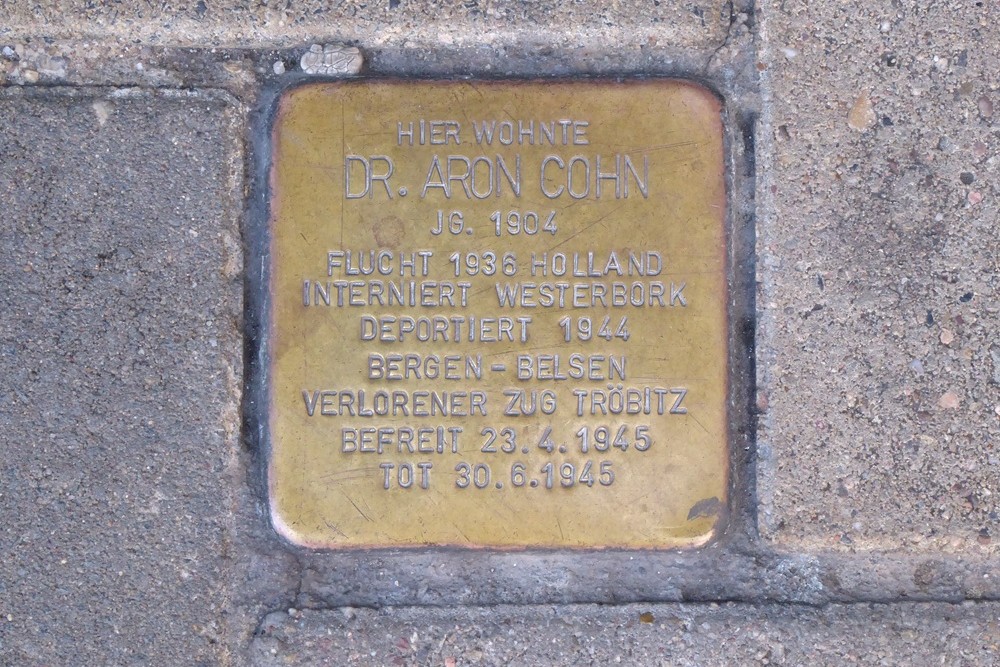 HIER WOHNTE
DR. ARON COHN
JG. 1904
FLUCHT 1936 HOLLAND
INTERNIERT WESTERBORK
DEPORTIERT 1944
BERGEN - BELSEN
VERLORENER ZUG TRÖBITZ
BEFREIT 23.4.1945
TOT 30.6.1945